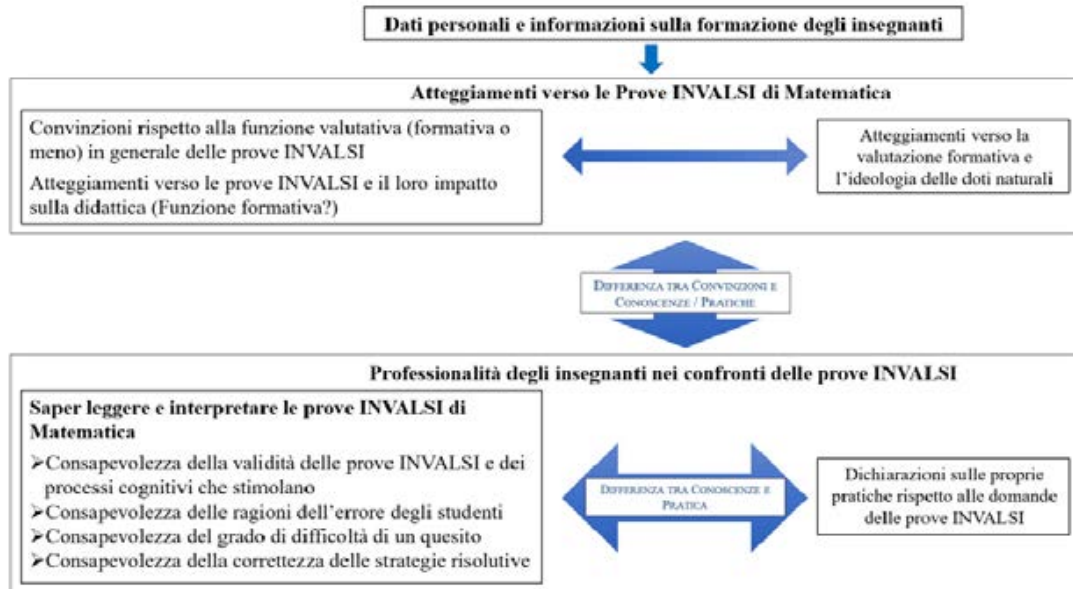 Dati personali e informazioni sulla formazione degli insegnanti
Atteggiamenti verso le Prove INVALSI di Matematica
Convinzioni rispetto alla funzione valutativa (formativa o
meno) in generale delle prove INVALSI
Atteggiamenti verso le prove INVALSI e il loro impatto
sulla didattica (Funzione formativa?)
Atteggiamenti verso la
valutazione formativa e
l'ideologia delle doti naturali
DIFFERENZA TRA CONVINZIONI E
CONOSCENZE / PRATICHE
Professionalità degli insegnanti nei confronti delle prove INVALSI
Saper leggere e interpretare le prove INVALSI di
Matematica
➢Consapevolezza della validità delle prove INVALSI e dei
processi cognitivi che stimolano
➢Consapevolezza delle ragioni dell'errore degli studenti
➢Consapevolezza del grado di difficoltà di un quesito
➢Consapevolezza della correttezza delle strategie risolutive
DIFFERENZA TRA CONOSCENZE E
PRATICA
Dichiarazioni sulle proprie
pratiche rispetto alle domande
delle prove INVALSI